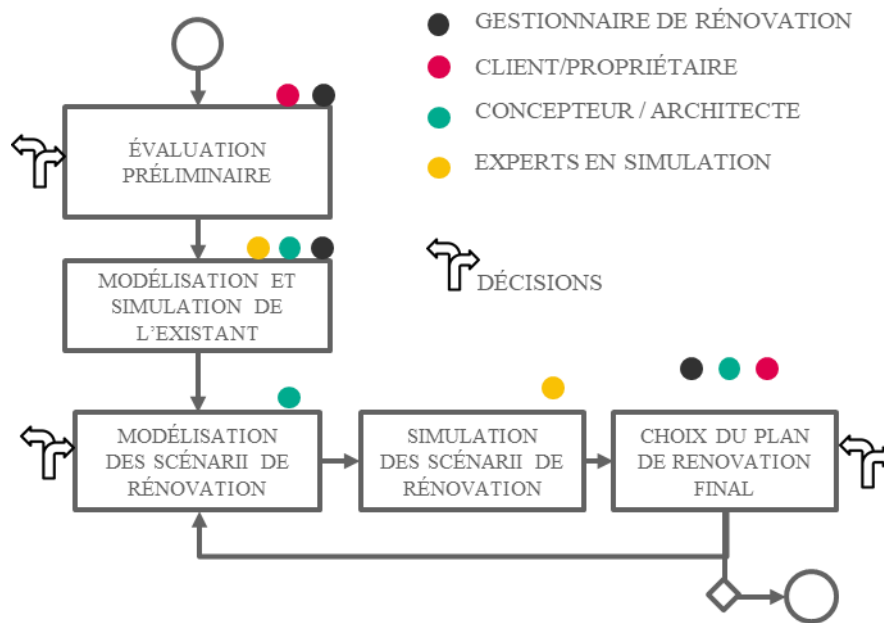 GESTIONNAIRE DE RÉNOVATION
CLIENT/PROPRIÉTAIRE
CONCEPTEUR / ARCHITECTE
EXPERTS EN SIMULATION
DÉCISIONS
ÉVALUATION
PRÉLIMINAIRE
MODÉLISATION ET
SIMULATION DE
L'EXISTANT
MODÉLISATION
DES SCÉNARII DE
RÉNOVATION
SIMULATION
DES SCÉNARII DE
RÉNOVATION
CHOIX DU PLAN
DE RENOVATION
FINAL